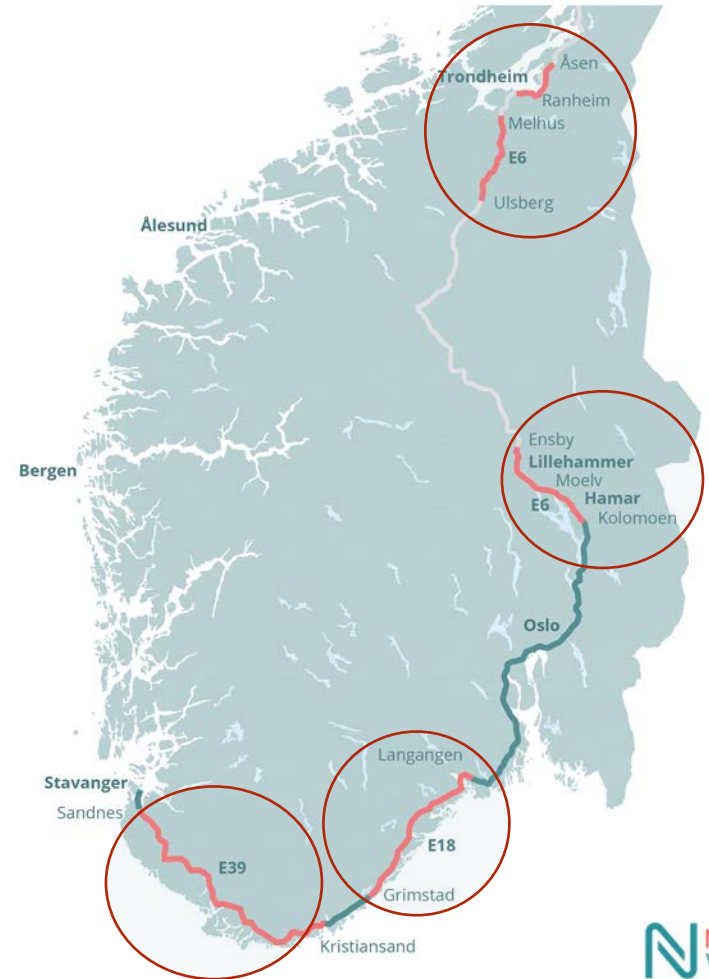 Åsen
Trondheim
Ranheim
Melhus
E6
Ulsberg
Ålesund
Ensby
Lillehammer
Moelv
Bergen
Hamar
E6
Kolomoen
Oslo
Langangen
Stavanger
Sandnes
E18
E39
Grimstad
Kristiansand